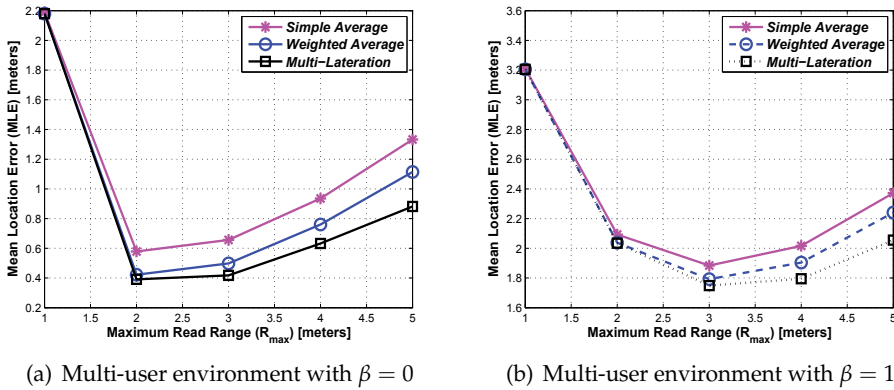 2.2
2
1.8
1.6
1.4
1.2
1
0.8
0.6
0.4
0.2
Mean Location Error (MLE) [meters]
Simple Average
Weighted Average
Multi−Lateration
1 1.5 2 2.5 3 3.5 4 4.5 5
Maximum Read Range (R_max) [meters]
(a) Multi-user environment with β = 0
3.6
3.4
3.2
3
2.8
2.6
2.4
2.2
2
1.8
1.6
Mean Location Error (MLE) [meters]
Simple Average
Weighted Average
Multi−Lateration
1 1.5 2 2.5 3 3.5 4 4.5 5
Maximum Read Range (R_max) [meters]
(b) Multi-user environment with β = 1